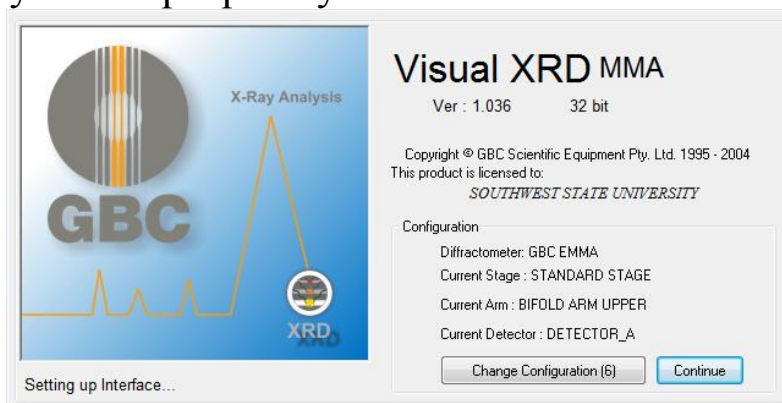 X-Ray Analysis
GBC
XRD
Setting up Interface...
Visual XRD MMA
Ver : 1.036 32 bit
Copyright © GBC Scientific Equipment Pty. Ltd. 1995 - 2004
This product is licensed to:
SOUTHWEST STATE UNIVERSITY
Configuration
Diffractometer: GBC EMMA
Current Stage : STANDARD STAGE
Current Arm : BIFOLD ARM UPPER
Current Detector : DETECTOR_A
Change Configuration (6)
Continue